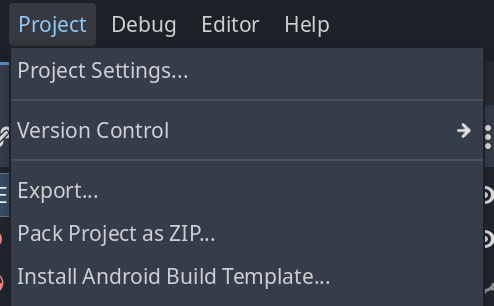 Project Debug Editor Help
Project Settings...
Version Control
Export...
Pack Project as ZIP...
Install Android Build Template...